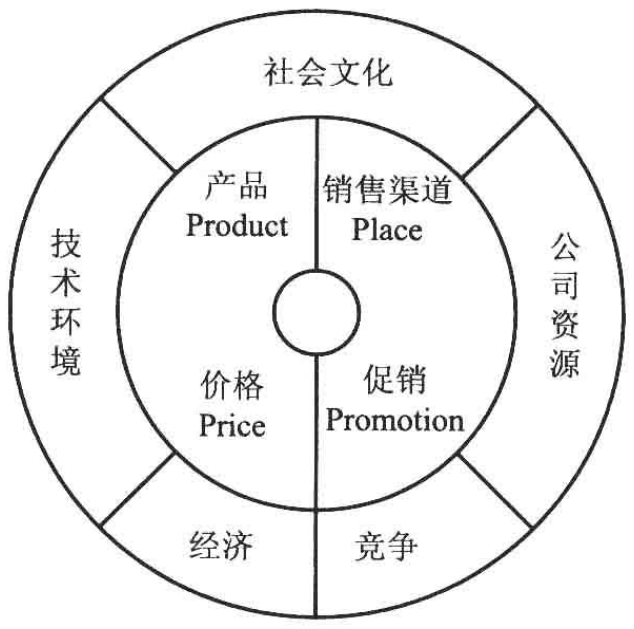 社会文化
产品
Product
销售渠道
Place
技术环境
公司资源
价格
Price
促销
Promotion
经济
竞争